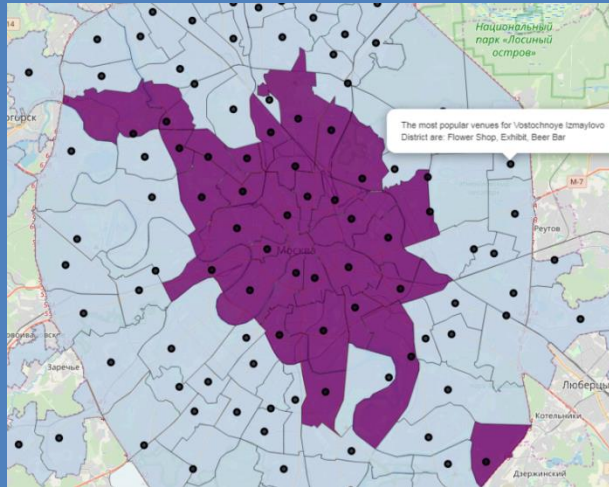 -14
Национальный
парк «Лосиный
остров»
The most popular venues for Vostochnoye Izmaylovo
District are: Flower Shop, Exhibit, Beer Bar
М-7
Реутов
Москва
Заречье
Люберцы
Котельники
Дзержинский